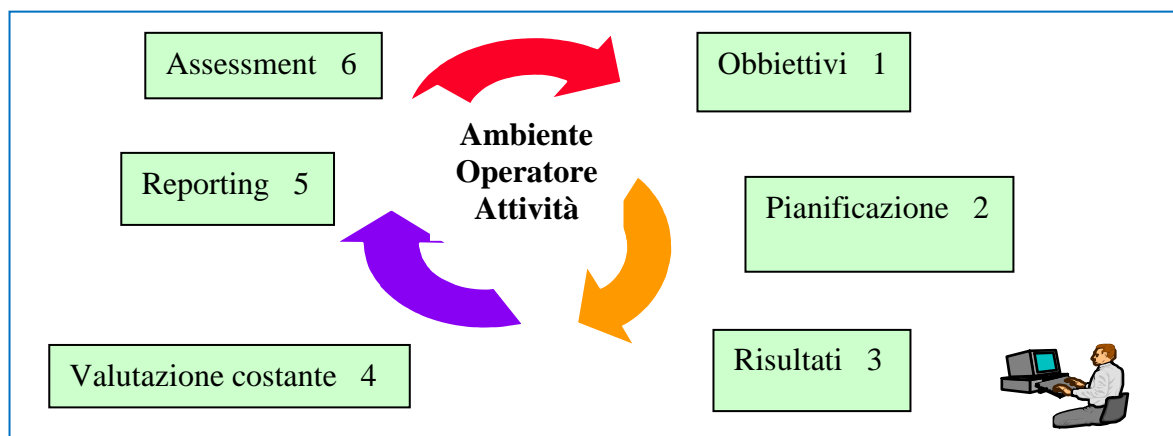 Assessment 6
Obbiettivi 1
Ambiente
Operatore
Attività
Reporting 5
Pianificazione 2
Valutazione costante 4
Risultati 3